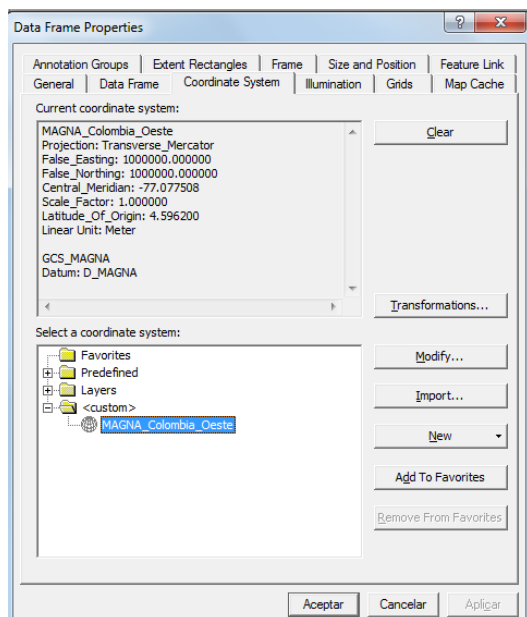 Data Frame Properties
?
Annotation Groups Extent Rectangles Frame Size and Position Feature Link
General Data Frame Coordinate System Illumination Grids Map Cache
Current coordinate system:
MAGNA_Colombia_Oeste
Projection: Transverse_Mercator
False_Easting: 1000000.000000
False_Northing: 1000000.000000
Central_Meridian: -77.077508
Scale_Factor: 1.000000
Latitude_Of_Origin: 4.596200
Linear Unit: Meter
GCS_MAGNA
Datum: D_MAGNA
Clear
Transformations...
Select a coordinate system:
Favorites
Predefined
Layers
<custom>
MAGNA_Colombia_Oeste
Modify...
Import...
New
Add To Favorites
Remove From Favorites
Aceptar Cancelar Aplicar